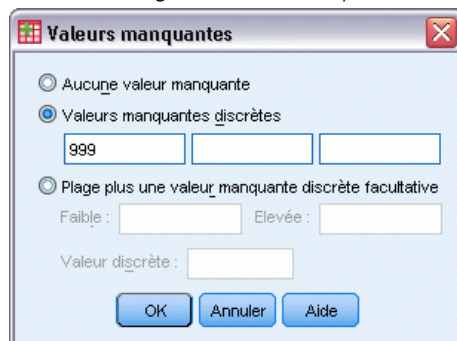 Valeurs manquantes
Aucune valeur manquante
Valeurs manquantes discrètes
999
Plage plus une valeur manquante discrète facultative
Faible : Elevée :
Valeur discrète :
OK Annuler Aide